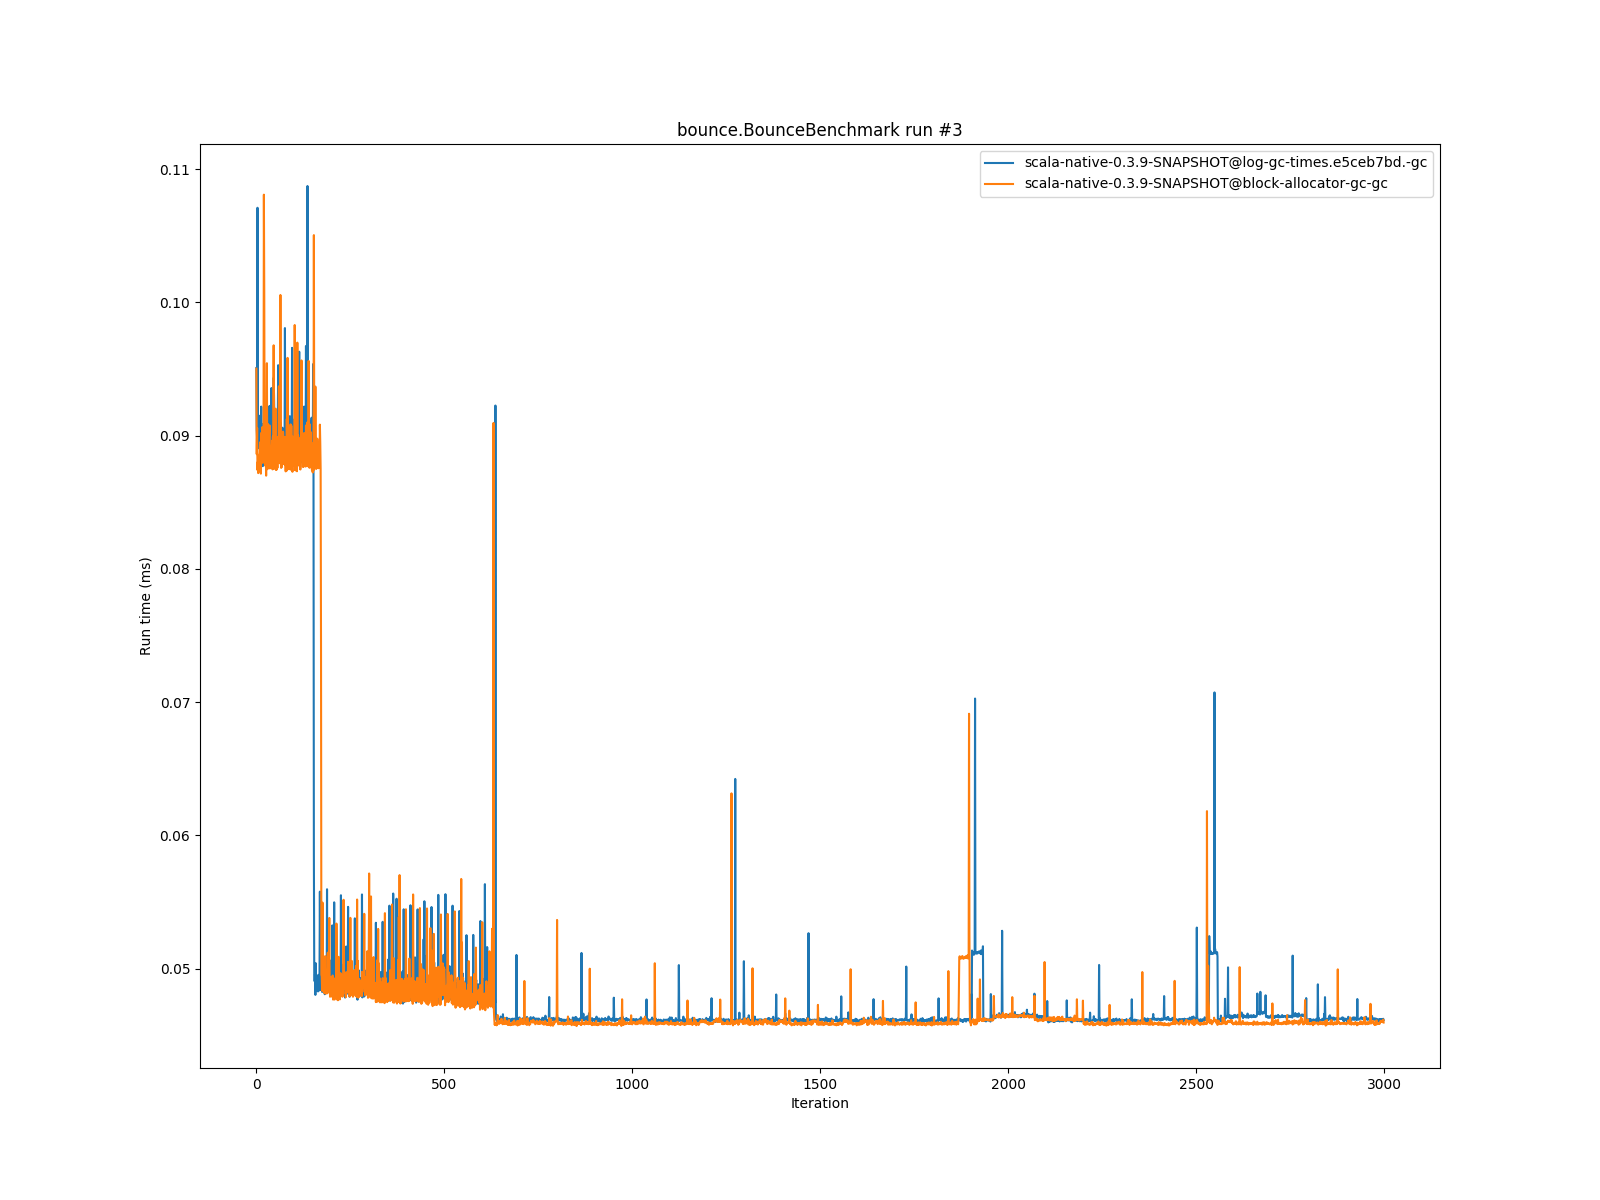 bounce.BounceBenchmark run #3
scala-native-0.3.9-SNAPSHOT@log-gc-times.e5ceb7bd.-gc
scala-native-0.3.9-SNAPSHOT@block-allocator-gc-gc
Run time (ms)
0.11
0.10
0.09
0.08
0.07
0.06
0.05
0 500 1000 1500 2000 2500 3000
Iteration